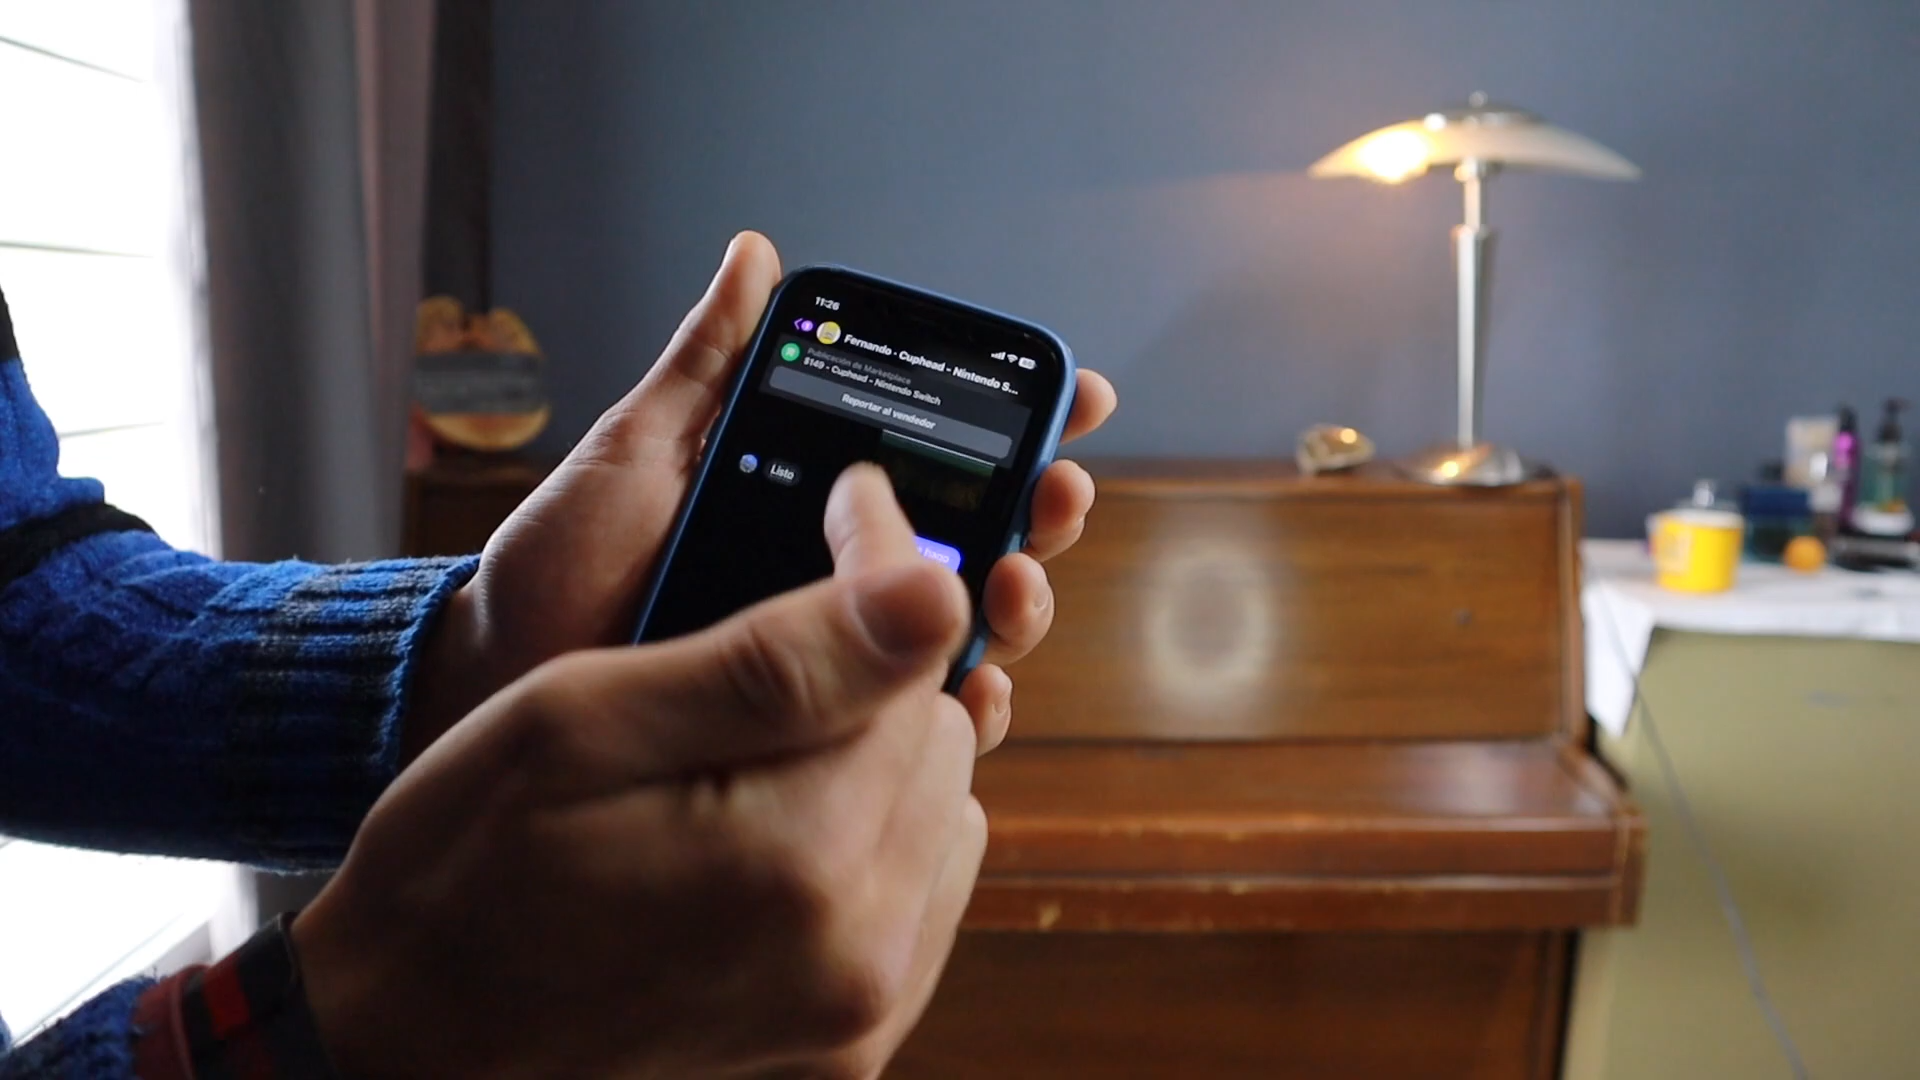 11:26
Fernando · Cuphead - Nintendo S...
Publicación de Marketplace
$149 - Cuphead - Nintendo Switch
Reportar al vendedor
Listo